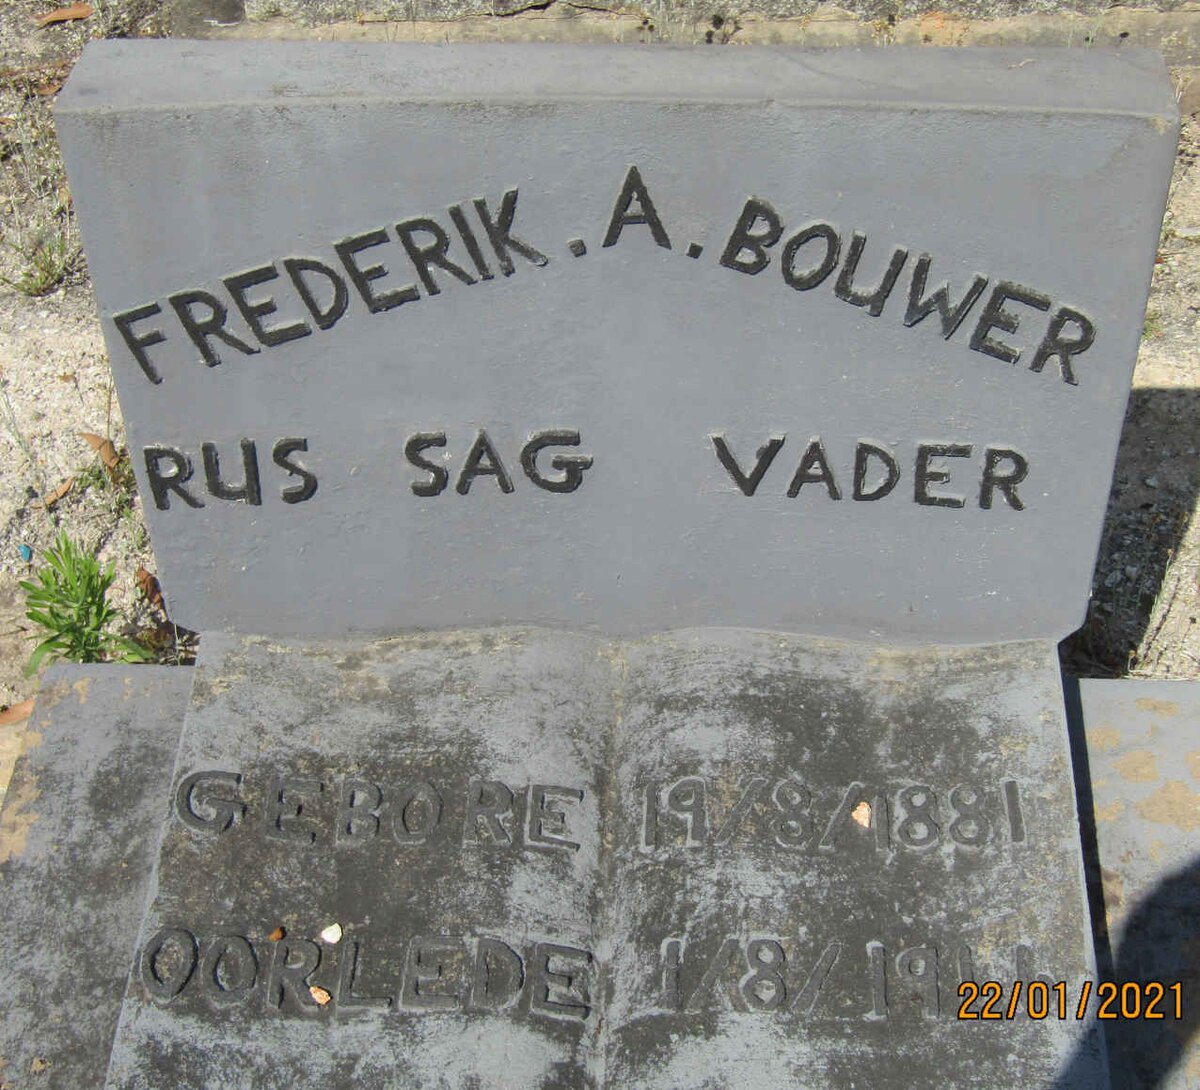 FREDERIK. A. BOUWER
RUS SAG VADER
GEBORE 19/8/1881
OORLEDE 1/8/
22/01/2021